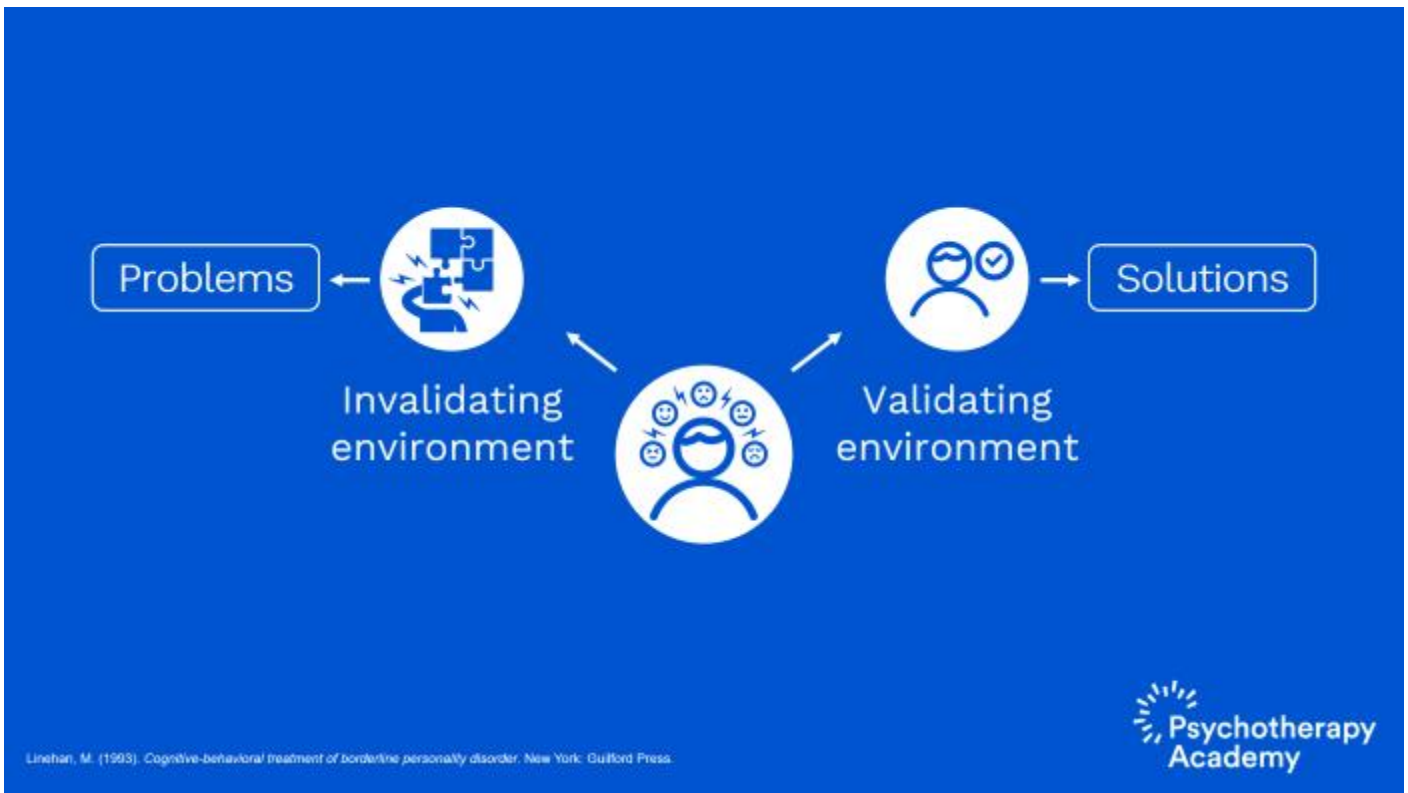 Problems
Solutions
Invalidating
environment
Validating
environment
Linehan, M. (1993). Cognitive-behavioral treatment of borderline personality disorder. New York: Guilford Press.
Psychotherapy
Academy